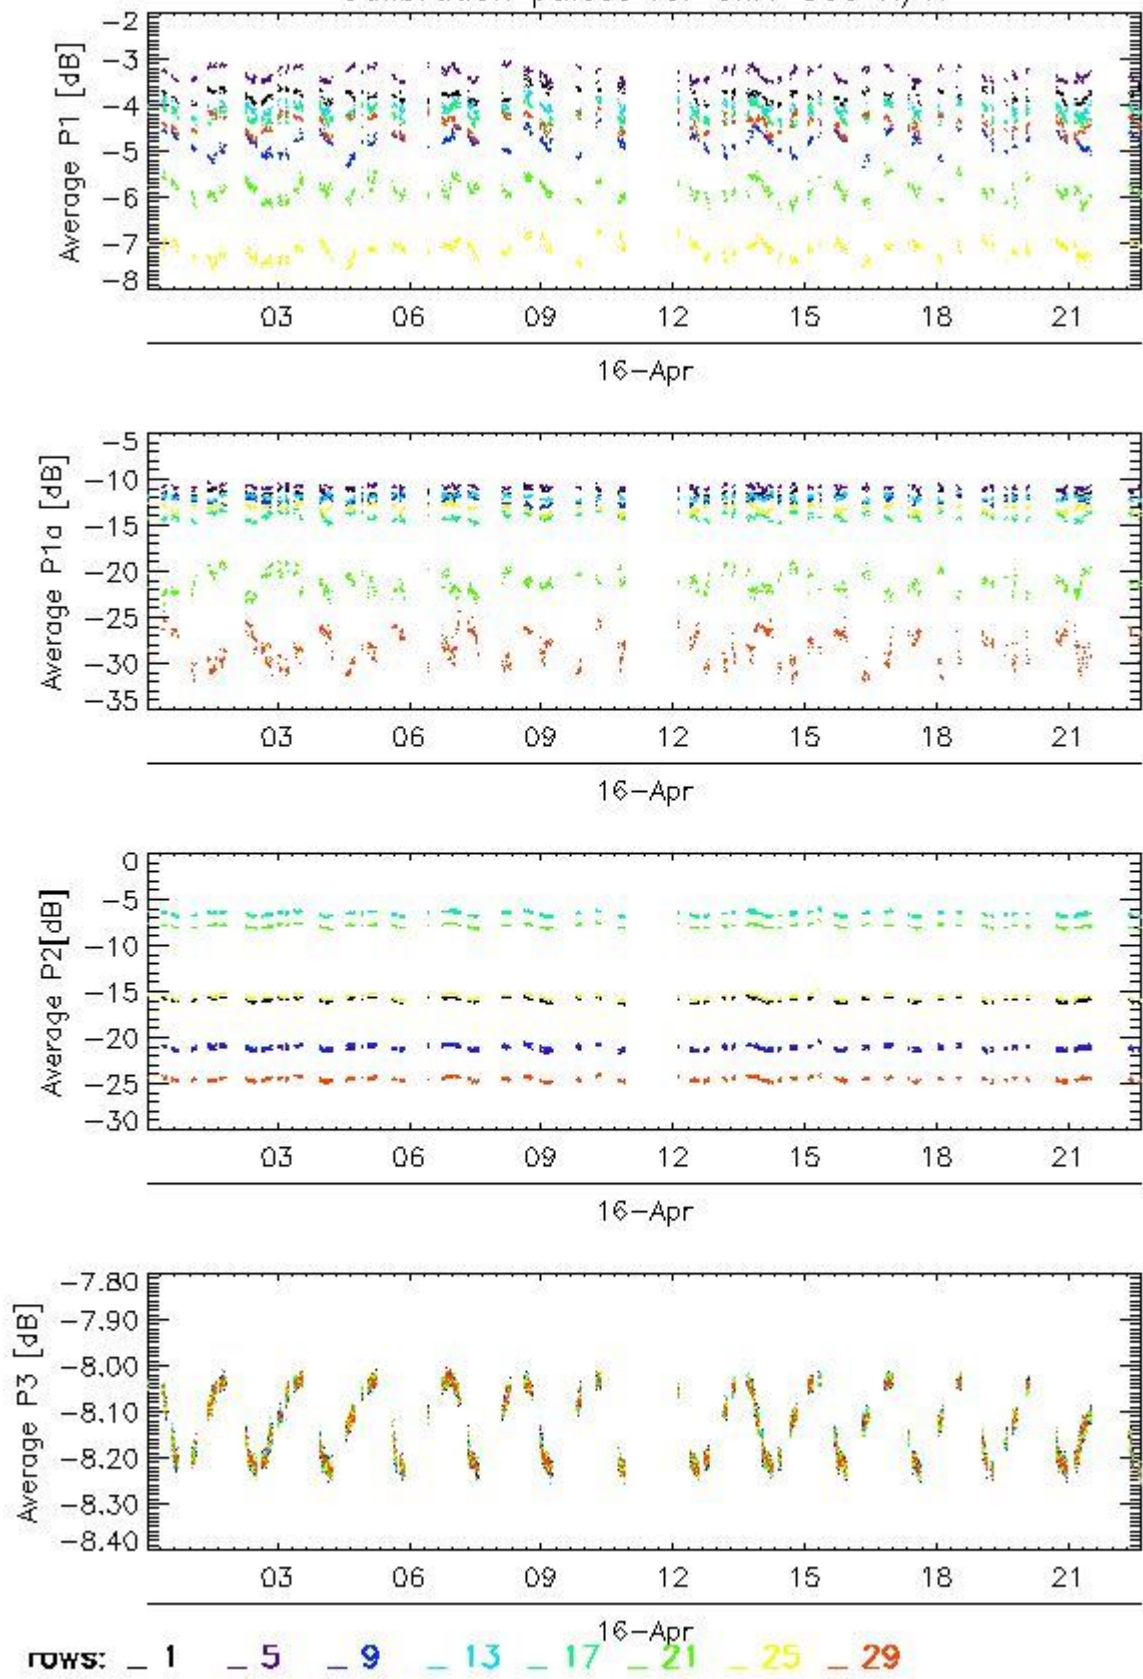 Average P1 [dB]
-2
-3
-4
-5
-6
-7
-8
03 06 09 12 15 18 21
16-Apr
Average P1a [dB]
-5
-10
-15
-20
-25
-30
-35
03 06 09 12 15 18 21
16-Apr
Average P2[dB]
0
-5
-10
-15
-20
-25
-30
03 06 09 12 15 18 21
16-Apr
Average P3 [dB]
-7.80
-7.90
-8.00
-8.10
-8.20
-8.30
-8.40
03 06 09 12 15 18 21
16-Apr
rows: _ 1 _ 5 _ 9 _ 13 _ 17 _ 21 _ 25 _ 29